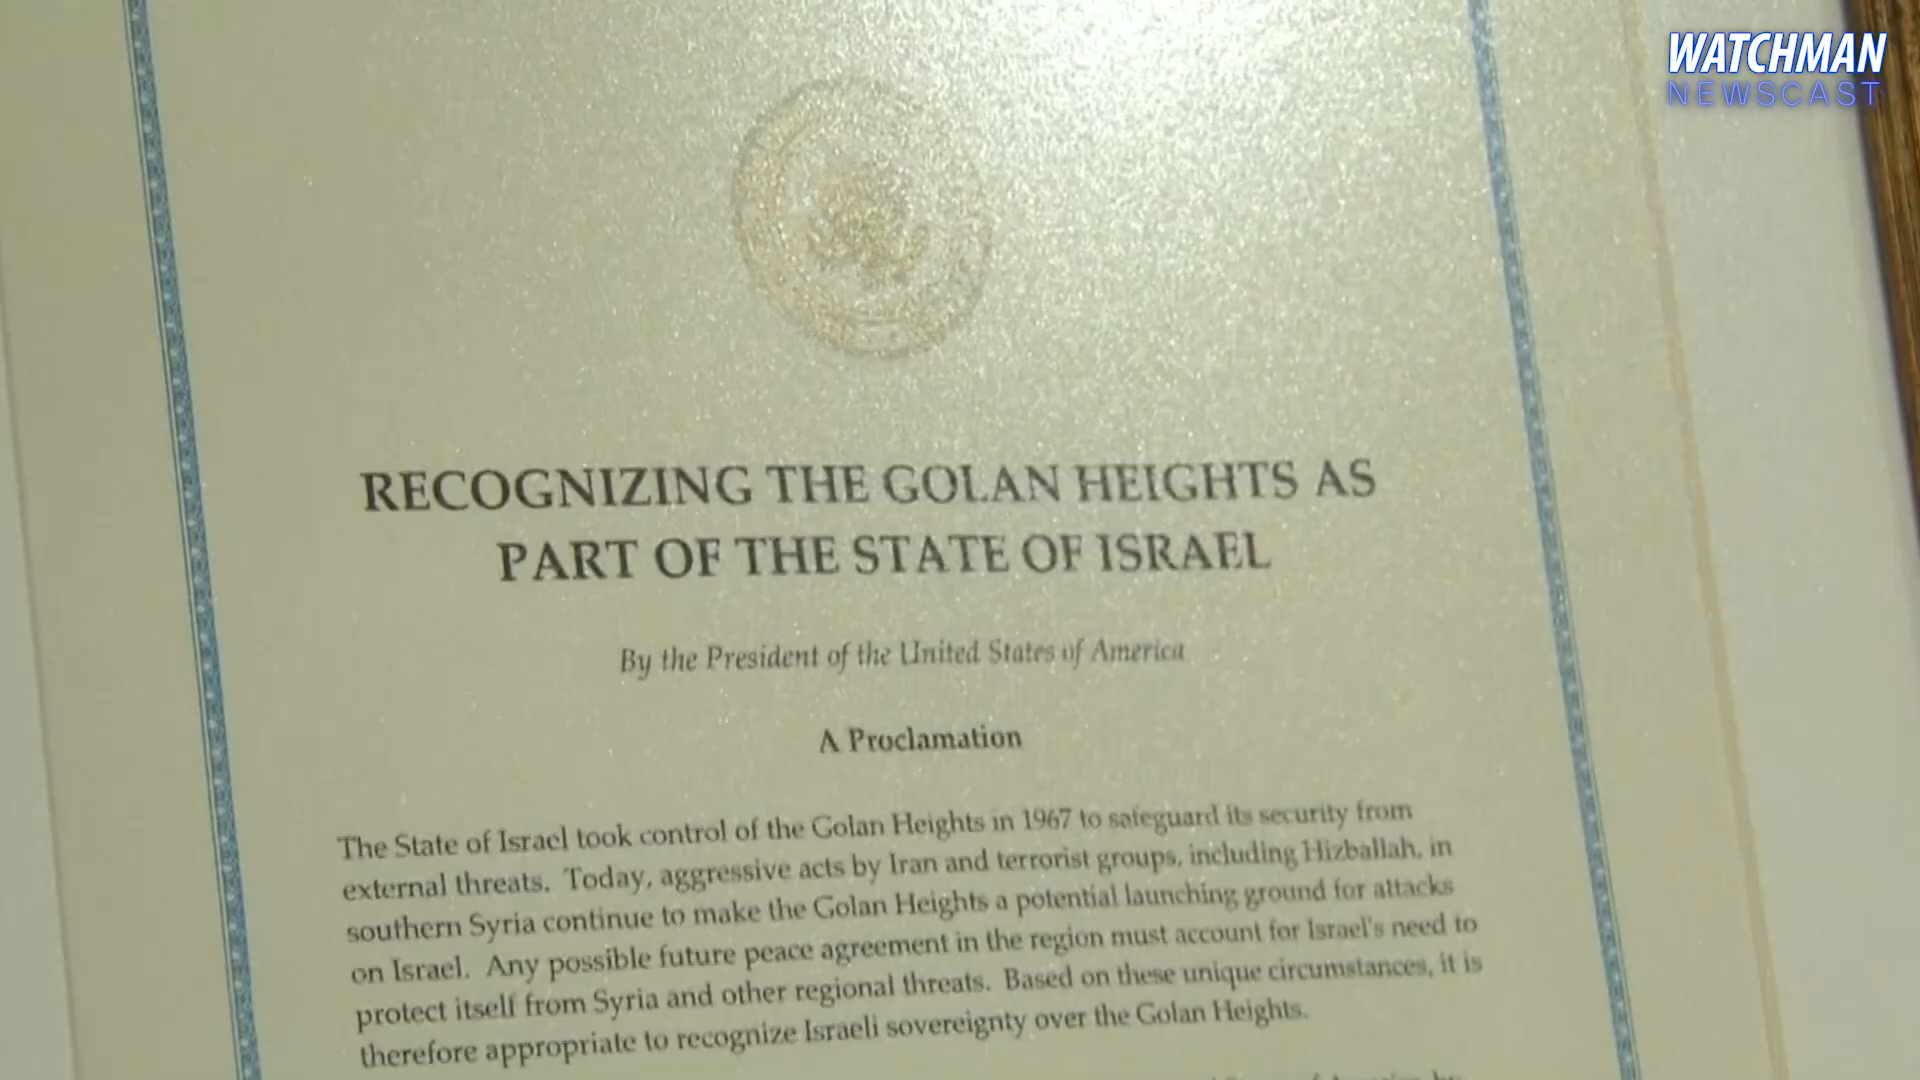 WATCHMAN
NEWSCAST
RECOGNIZING THE GOLAN HEIGHTS AS
PART OF THE STATE OF ISRAEL
By the President of the United States of America
A Proclamation
The State of Israel took control of the Golan Heights in 1967 to safeguard its security from
external threats. Today, aggressive acts by Iran and terrorist groups, including Hizballah, in
southern Syria continue to make the Golan Heights a potential launching ground for attacks
on Israel. Any possible future peace agreement in the region must account for Israel's need to
protect itself from Syria and other regional threats. Based on these unique circumstances, it is
therefore appropriate to recognize Israeli sovereignty over the Golan Heights.